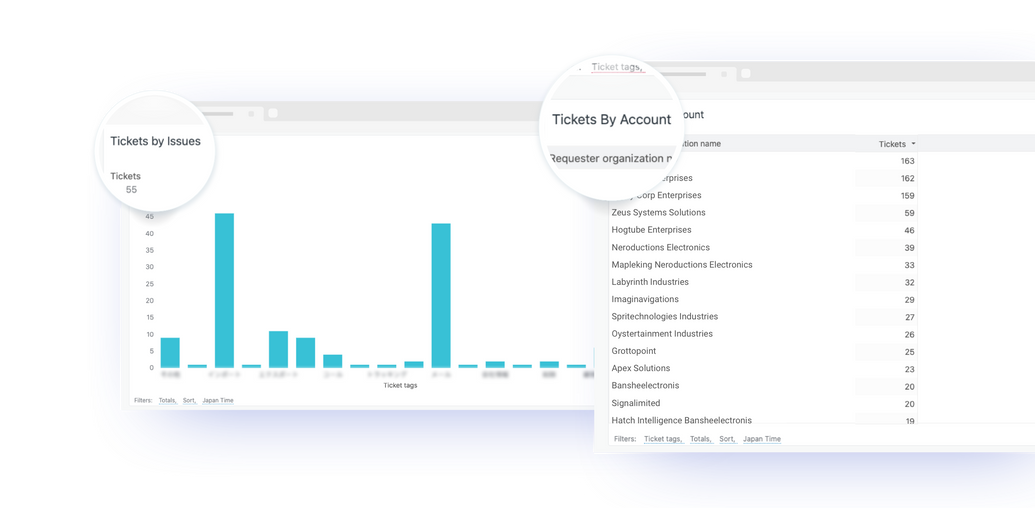 Tickets by Issues
Tickets
55
45
40
35
30
25
20
15
10
5
0
Ticket tags
Filters: Totals, Sort, Japan Time
Ticket tags,
Tickets By Account
ount
Requester organization n
tion name Tickets
163
erprises 162
Corp Enterprises 159
Zeus Systems Solutions 59
Hogtube Enterprises 46
Neroductions Electronics 39
Mapleking Neroductions Electronics 33
Labyrinth Industries 32
Imaginavigations 29
Spritechnologies Industries 27
Oystertainment Industries 26
Grottopoint 25
Apex Solutions 23
Bansheelectronis 20
Signalimited 20
Hatch Intelligence Bansheelectronis 19
Filters: Ticket tags, Totals, Sort, Japan Time